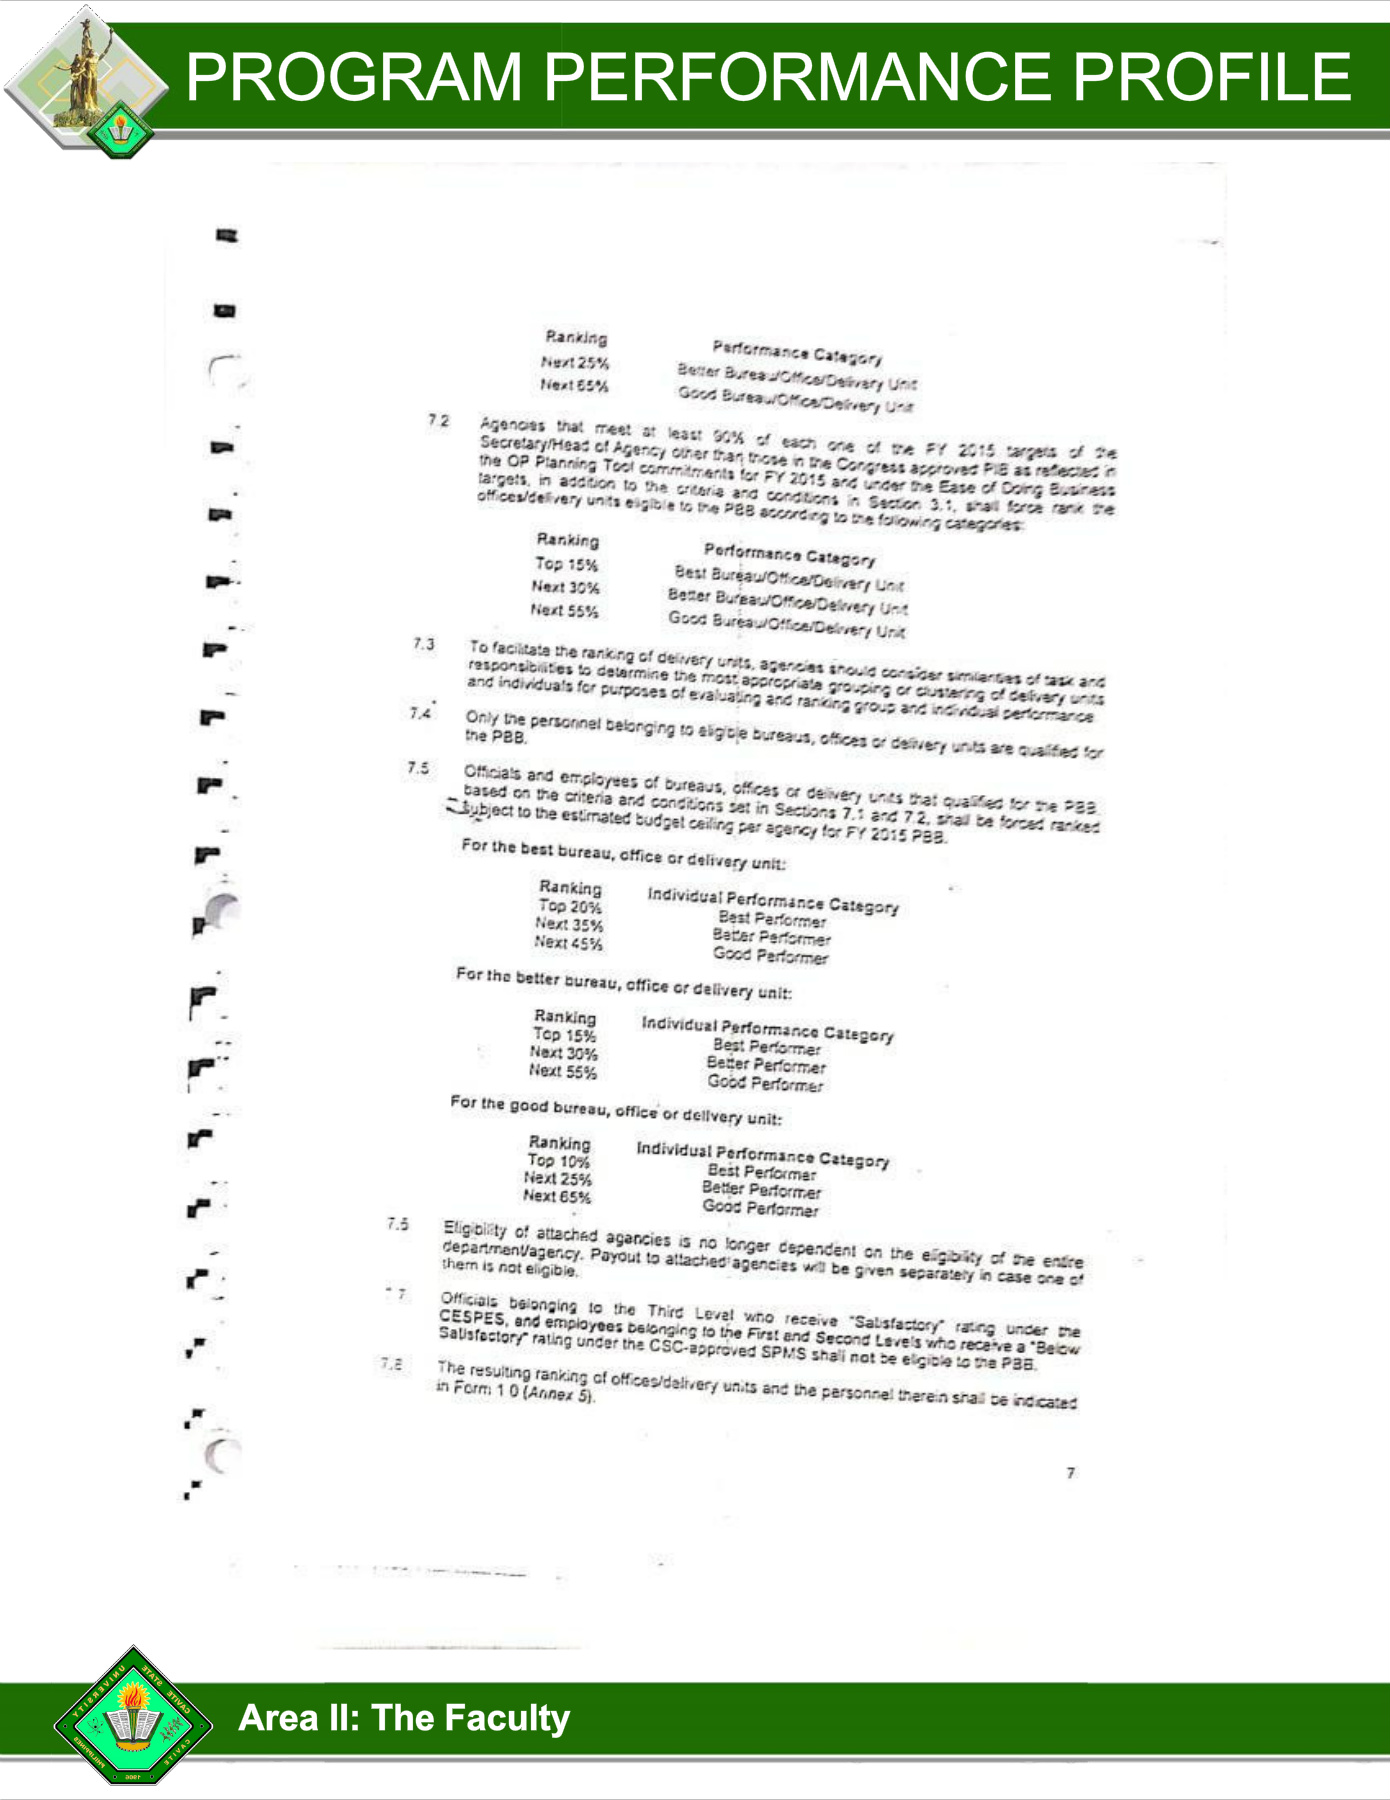 PROGRAM PERFORMANCE PROFILE
Ranking Performance Category
Next 25% Better Bureau/Office/Delivery Unit
Next 65% Good Bureau/Office/Delivery Unit
7.2 Agencies that meet at least 90% of each one of the FY 2015 targets of the
Secretary/Head of Agency other than those in the Congress approved PIB as reflected in
the OP Planning Tool commitments for FY 2015 and under the Ease of Doing Business
targets, in addition to the criteria and conditions in Section 3.1, shall force rank the
offices/delivery units eligible to the PBB according to the following categories:
Ranking Performance Category
Top 15% Best Bureau/Office/Delivery Unit
Next 30% Better Bureau/Office/Delivery Unit
Next 55% Good Bureau/Office/Delivery Unit
7.3 To facilitate the ranking of delivery units, agencies should consider similarities of task and
responsibilities to determine the most appropriate grouping or clustering of delivery units
and individuals for purposes of evaluating and ranking group and individual performance
7.4 Only the personnel belonging to eligible bureaus, offices or delivery units are qualified for
the PBB.
7.5 Officials and employees of bureaus, offices or delivery units that qualified for the PBB.
based on the criteria and conditions set in Sections 7.1 and 7.2, shall be forced ranked
subject to the estimated budget ceiling per agency for FY 2015 PBB.
For the best bureau, office or delivery unit:
Ranking Individual Performance Category
Top 20% Best Performer
Next 35% Better Performer
Next 45% Good Performer
For the better bureau, office or delivery unit:
Ranking Individual Performance Category
Top 15% Best Performer
Next 30% Better Performer
Next 55% Good Performer
For the good bureau, office or delivery unit:
Ranking Individual Performance Category
Top 10% Best Performer
Next 25% Better Performer
Next 65% Good Performer
7.6 Eligibility of attached agencies is no longer dependent on the eligibility of the entire
department/agency. Payout to attached agencies will be given separately in case one of
them is not eligible.
7 Officials belonging to the Third Level who receive "Satisfactory" rating under the
CESPES, and employees belonging to the First and Second Levels who receive a "Below
Satisfactory" rating under the CSC-approved SPMS shall not be eligible to the PBB.
7.8 The resulting ranking of offices/delivery units and the personnel therein shall be indicated
in Form 1 0 (Annex 5).
7
CAVITE STATE UNIVERSITY
CAVITE
PHILIPPINES
1906
Area II: The Faculty